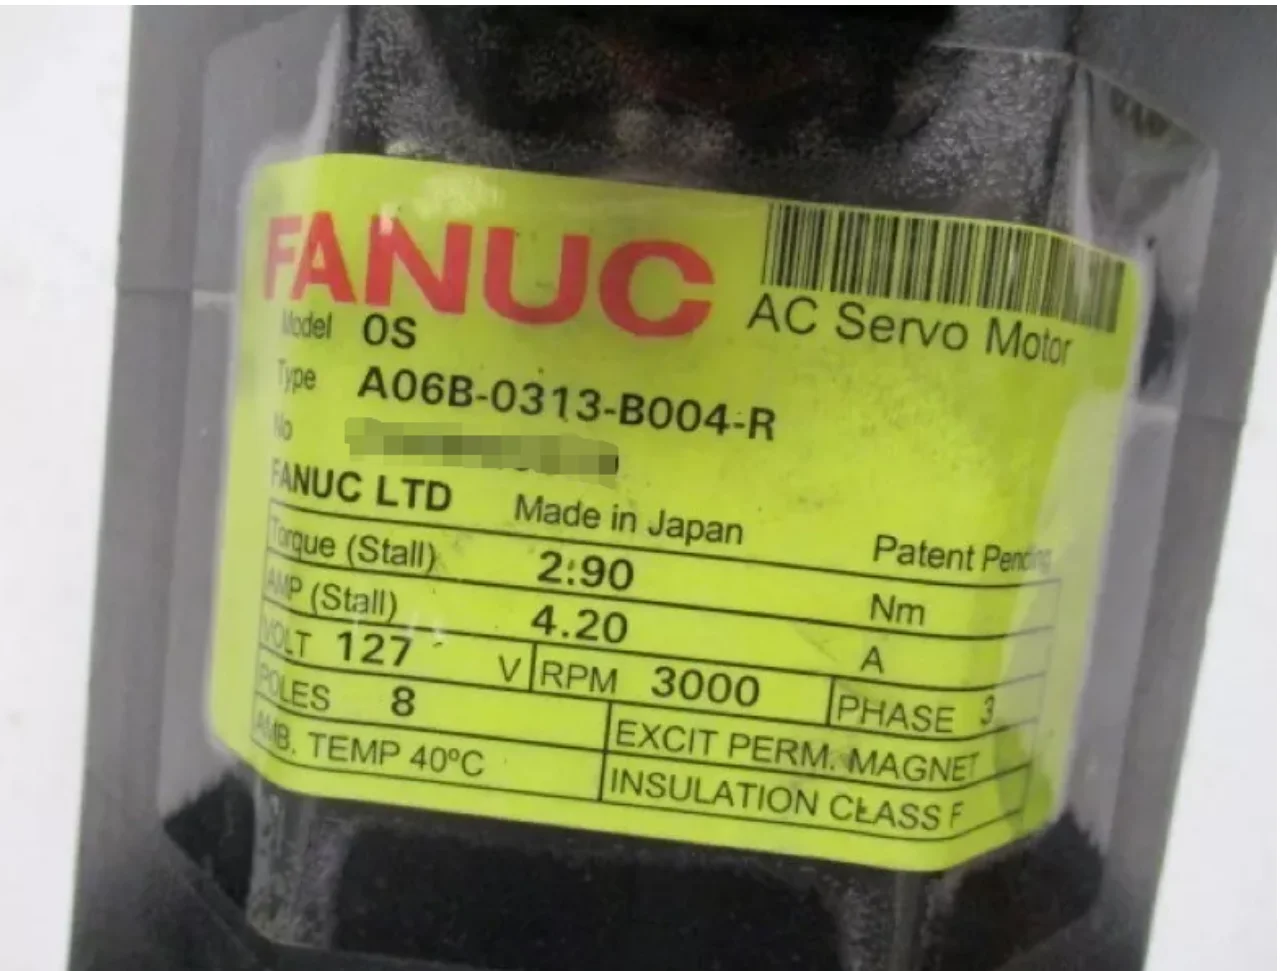 FANUC
AC Servo Motor
Model OS
Type A06B-0313-B004-R
No
FANUC LTD Made in Japan Patent Pending
Torque (Stall) 2.90 Nm
AMP (Stall) 4.20 A
VOLT 127 V RPM 3000 PHASE 3
POLES 8 EXCIT PERM. MAGNET
AMB. TEMP 40ºC INSULATION CLASS F